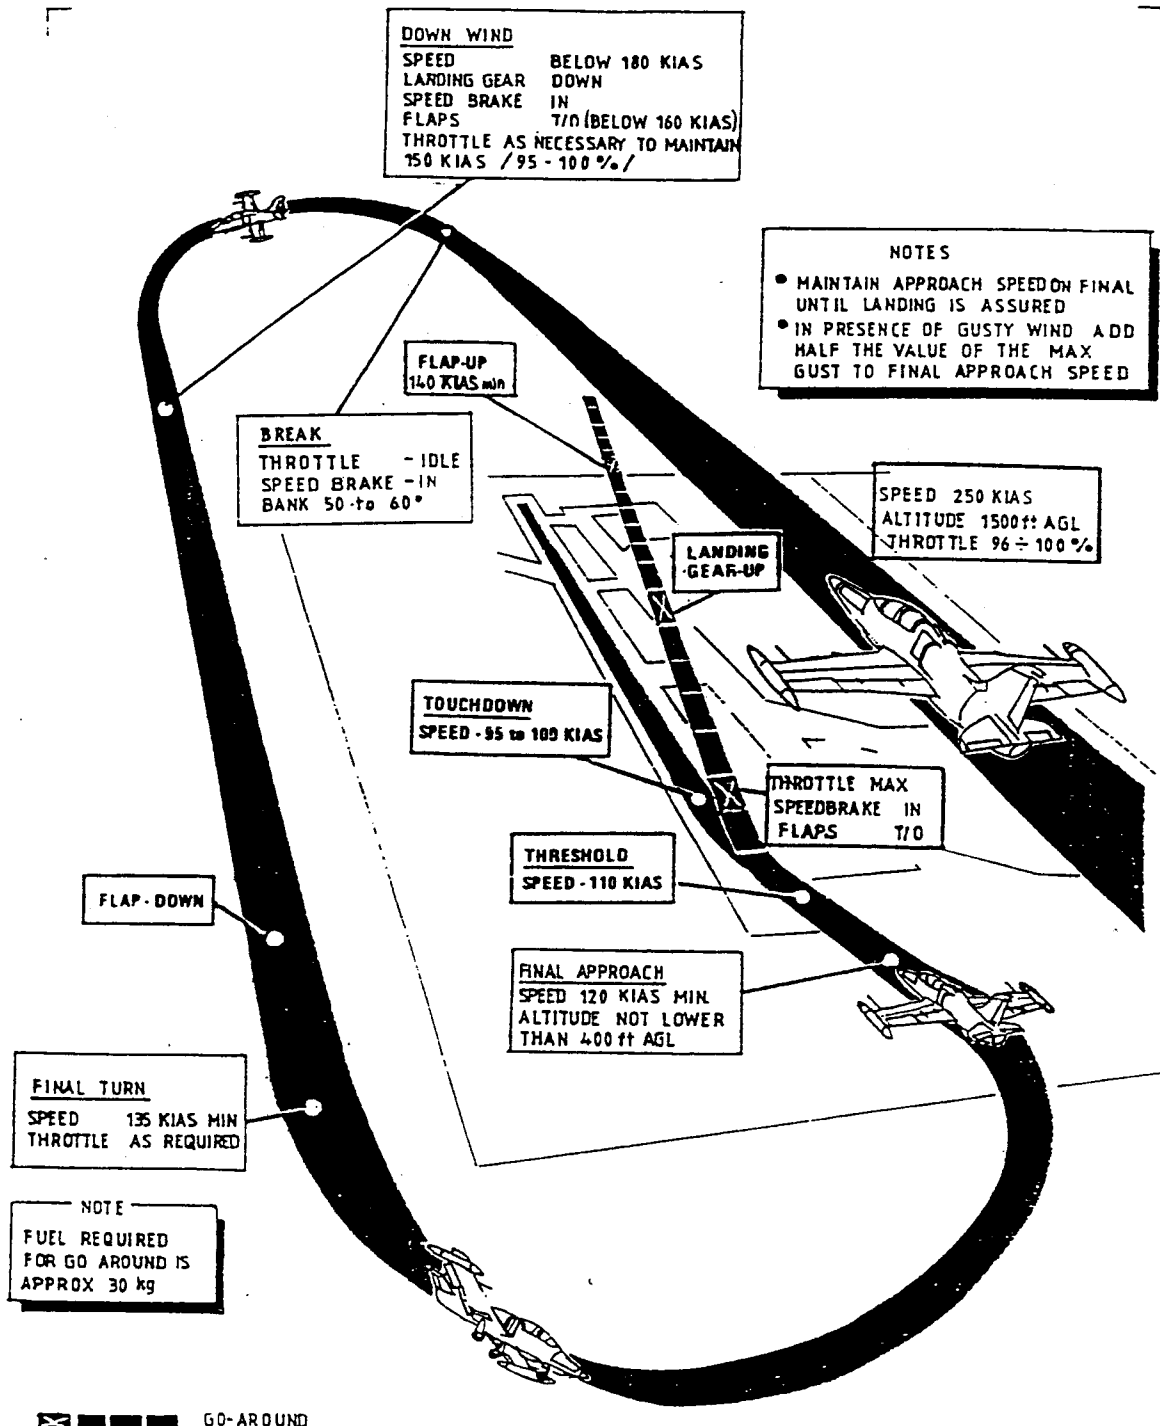 DOWN WIND
SPEED BELOW 180 KIAS
LANDING GEAR DOWN
SPEED BRAKE IN
FLAPS T/O (BELOW 160 KIAS)
THROTTLE AS NECESSARY TO MAINTAIN
150 KIAS / 95 - 100 % /
NOTES
• MAINTAIN APPROACH SPEED ON FINAL
UNTIL LANDING IS ASSURED
• IN PRESENCE OF GUSTY WIND ADD
HALF THE VALUE OF THE MAX
GUST TO FINAL APPROACH SPEED
FLAP-UP
140 KIAS min
BREAK
THROTTLE - IDLE
SPEED BRAKE - IN
BANK 50 to 60°
SPEED 250 KIAS
ALTITUDE 1500 ft AGL
THROTTLE 96 ÷ 100 %
LANDING
GEAR-UP
TOUCHDOWN
SPEED - 95 to 100 KIAS
THROTTLE MAX
SPEEDBRAKE IN
FLAPS T/O
THRESHOLD
SPEED - 110 KIAS
FLAP - DOWN
FINAL APPROACH
SPEED 120 KIAS MIN.
ALTITUDE NOT LOWER
THAN 400 ft AGL
FINAL TURN
SPEED 135 KIAS MIN
THROTTLE AS REQUIRED
NOTE
FUEL REQUIRED
FOR GO AROUND IS
APPROX 30 kg
GO-AROUND